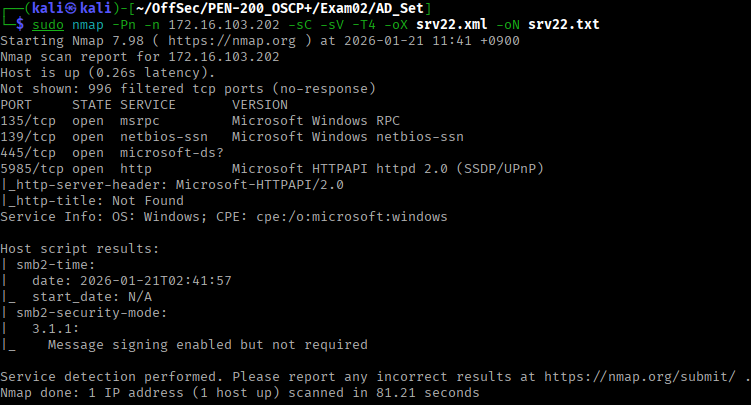 ┌──(kali㉿kali)-[~/OffSec/PEN-200_OSCP+/Exam02/AD_Set]
└─$ sudo nmap -Pn -n 172.16.103.202 -sC -sV -T4 -oX srv22.xml -oN srv22.txt
Starting Nmap 7.98 ( https://nmap.org ) at 2026-01-21 11:41 +0900
Nmap scan report for 172.16.103.202
Host is up (0.26s latency).
Not shown: 996 filtered tcp ports (no-response)
PORT     STATE SERVICE       VERSION
135/tcp  open  msrpc         Microsoft Windows RPC
139/tcp  open  netbios-ssn   Microsoft Windows netbios-ssn
445/tcp  open  microsoft-ds?
5985/tcp open  http          Microsoft HTTPAPI httpd 2.0 (SSDP/UPnP)
|_http-server-header: Microsoft-HTTPAPI/2.0
|_http-title: Not Found
Service Info: OS: Windows; CPE: cpe:/o:microsoft:windows

Host script results:
| smb2-time:
|   date: 2026-01-21T02:41:57
|_  start_date: N/A
| smb2-security-mode:
|   3.1.1:
|_    Message signing enabled but not required

Service detection performed. Please report any incorrect results at https://nmap.org/submit/ .
Nmap done: 1 IP address (1 host up) scanned in 81.21 seconds